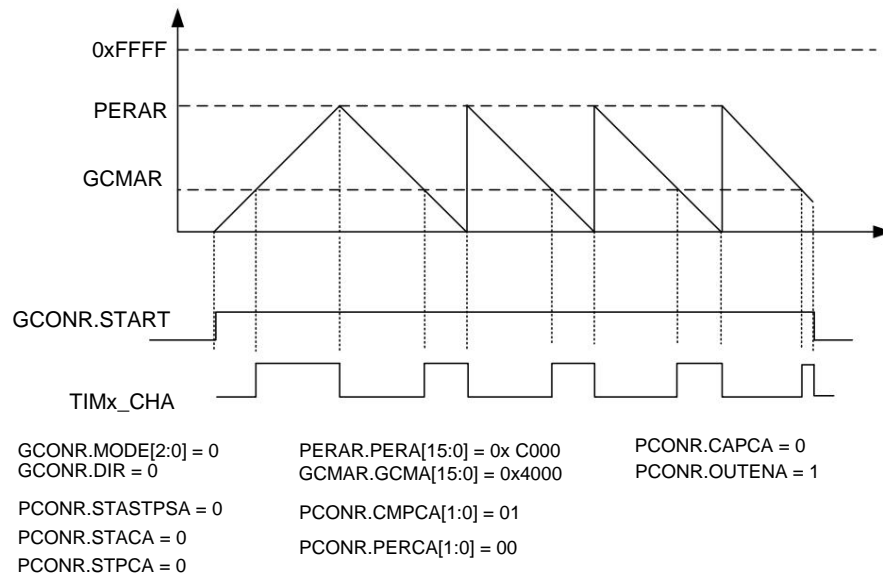 0xFFFF
PERAR
GCMAR
GCONR.START
TIMx_CHA
GCONR.MODE[2:0] = 0
GCONR.DIR = 0
PCONR.STASTPSA = 0
PCONR.STACA = 0
PCONR.STPCA = 0
PERAR.PERA[15:0] = 0x C000
GCMAR.GCMA[15:0] = 0x4000
PCONR.CMPCA[1:0] = 01
PCONR.PERCA[1:0] = 00
PCONR.CAPCA = 0
PCONR.OUTENA = 1